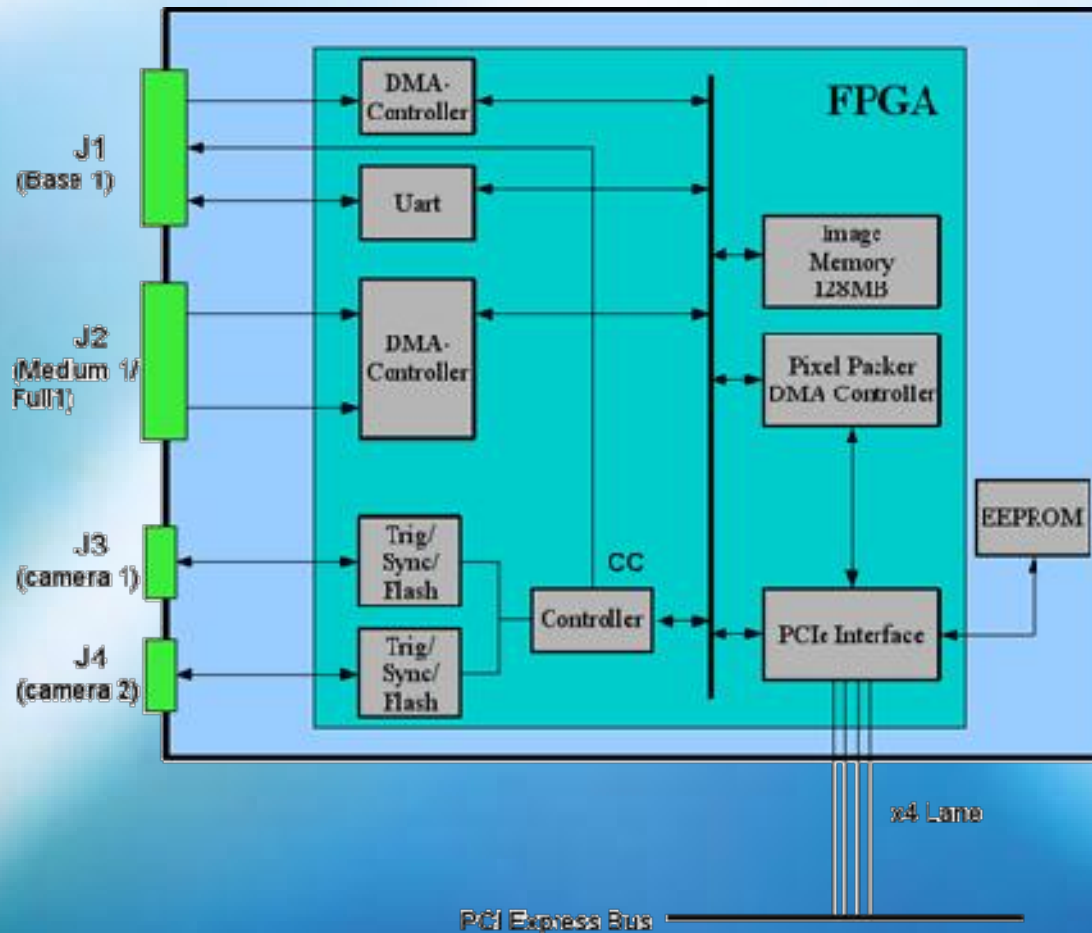 FPGA
DMA-
Controller
J1
(Base 1)
Uart
Image
Memory
128MB
J2
(Medium 1/
Full1)
DMA-
Controller
Pixel Packer
DMA Controller
EEPROM
J3
(camera 1)
Trig/
Sync/
Flash
CC
Controller
PCIe Interface
J4
(camera 2)
Trig/
Sync/
Flash
x4 Lane
PCI Express Bus